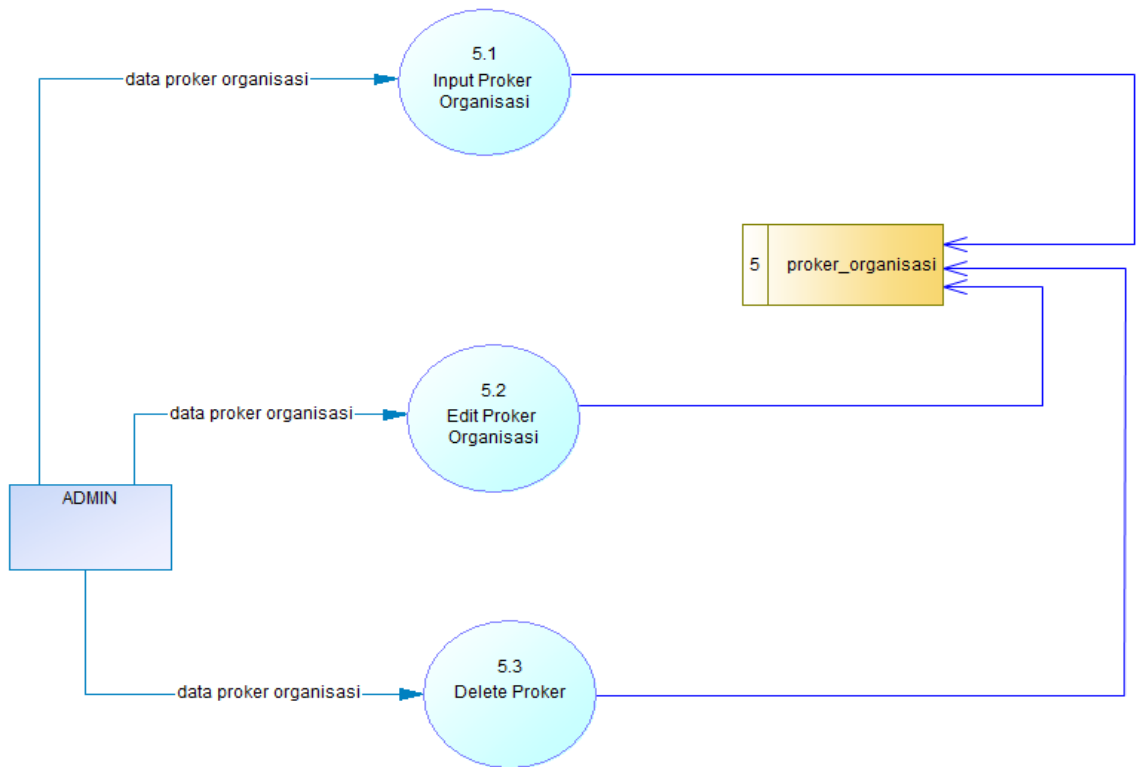 5.1
Input Proker
Organisasi
data proker organisasi
5
proker_organisasi
5.2
Edit Proker
Organisasi
data proker organisasi
ADMIN
5.3
Delete Proker
data proker organisasi